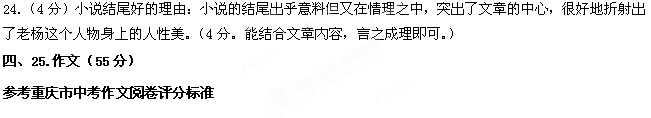 24.（4 分）小说结尾好的理由：小说的结尾出乎意料但又在情理之中，突出了文章的中心，很好地折射出
了老杨这个人物身上的人性美。（4 分。能结合文章内容，言之成理即可。）
四、25.作文（55 分）
参考重庆市中考作文阅卷评分标准